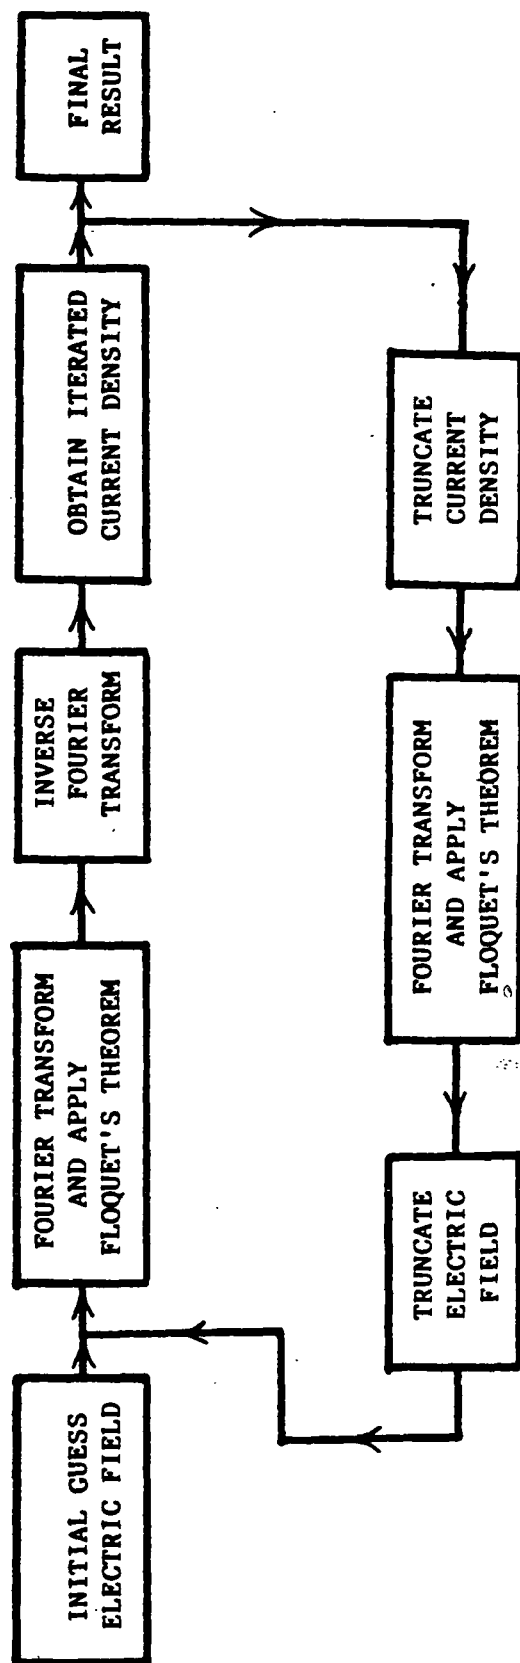 INITIAL GUESS
ELECTRIC FIELD
FOURIER TRANSFORM
AND APPLY
FLOQUET'S THEOREM
INVERSE
FOURIER
TRANSFORM
OBTAIN ITERATED
CURRENT DENSITY
FINAL
RESULT
TRUNCATE
CURRENT
DENSITY
FOURIER TRANSFORM
AND APPLY
FLOQUET'S THEOREM
TRUNCATE
ELECTRIC
FIELD